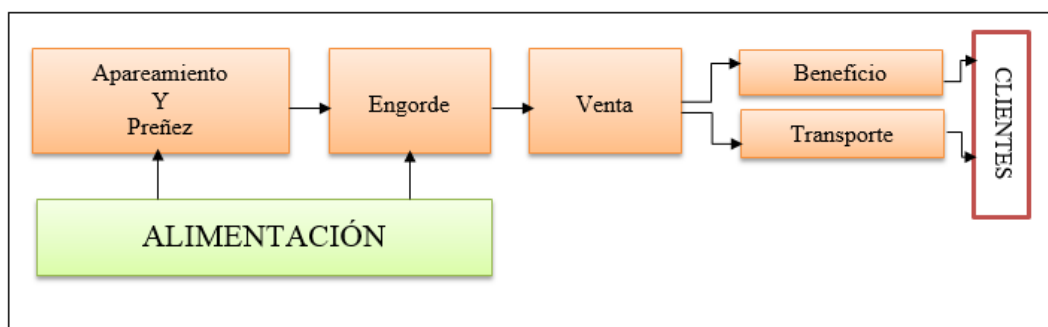 Apareamiento
Y
Preñez
Engorde
Venta
Beneficio
Transporte
CLIENTES
ALIMENTACIÓN